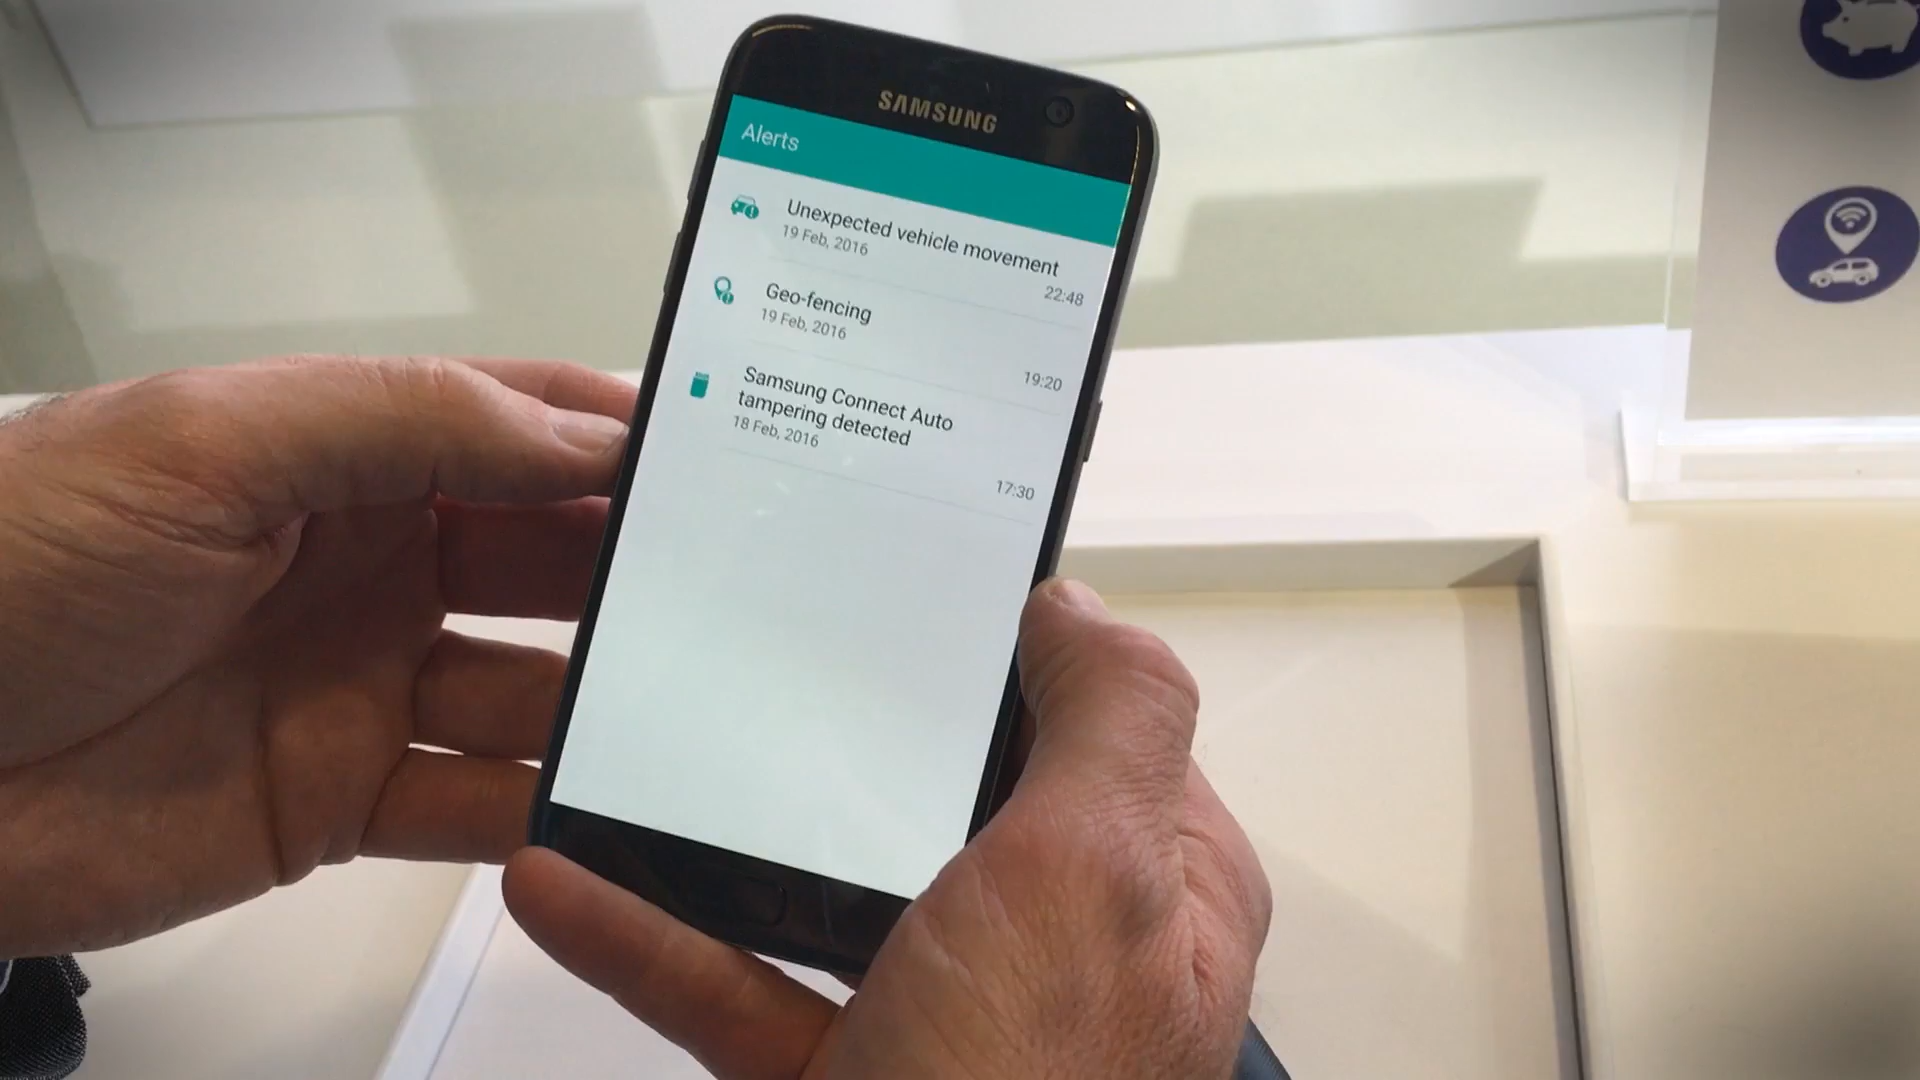 SAMSUNG
Alerts
Unexpected vehicle movement
19 Feb, 2016
22:48
Geo-fencing
19 Feb, 2016
19:20
Samsung Connect Auto
tampering detected
18 Feb, 2016
17:30